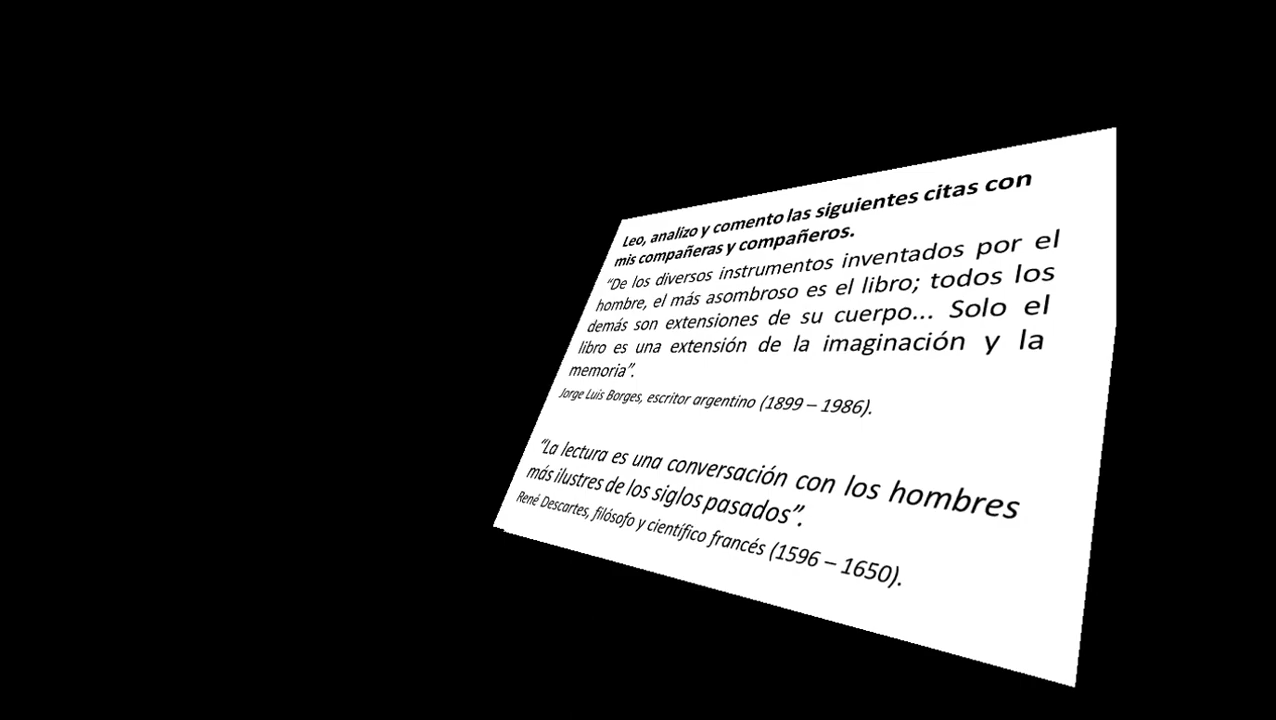 Leo, analizo y comento las siguientes citas con
mis compañeras y compañeros.
“De los diversos instrumentos inventados por el
hombre, el más asombroso es el libro; todos los
demás son extensiones de su cuerpo... Solo el
libro es una extensión de la imaginación y la
memoria”.
Jorge Luis Borges, escritor argentino (1899 – 1986).
“La lectura es una conversación con los hombres
más ilustres de los siglos pasados”.
René Descartes, filósofo y científico francés (1596 – 1650).